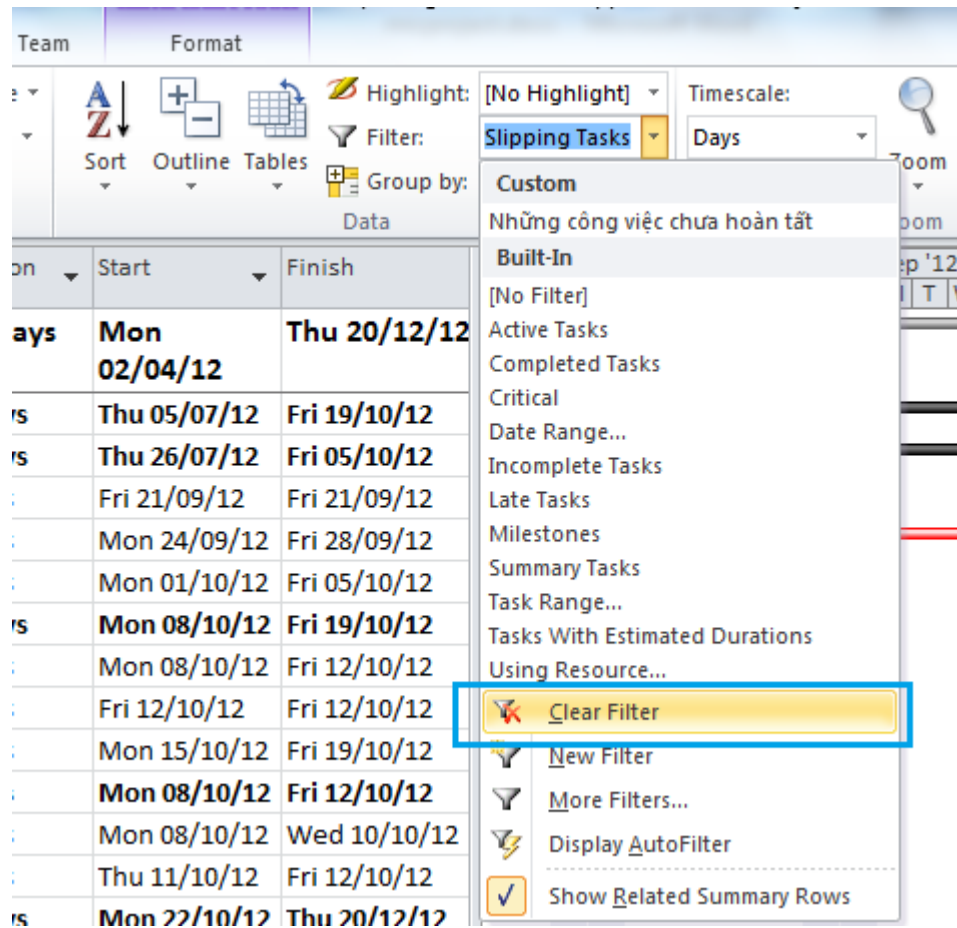 Team Format
Highlight: [No Highlight] Timescale:
Filter: Slipping Tasks Days
Sort Outline Tables Group by: Zoom
Data
Custom
Những công việc chưa hoàn tất
Built-In
[No Filter]
Active Tasks
Completed Tasks
Critical
Date Range...
Incomplete Tasks
Late Tasks
Milestones
Summary Tasks
Task Range...
Tasks With Estimated Durations
Using Resource...
Clear Filter
New Filter
More Filters...
Display AutoFilter
Show Related Summary Rows
oom
ep '12
T
on Start Finish
ays Mon 02/04/12 Thu 20/12/12
ys Thu 05/07/12 Fri 19/10/12
ys Thu 26/07/12 Fri 05/10/12
Fri 21/09/12 Fri 21/09/12
Mon 24/09/12 Fri 28/09/12
Mon 01/10/12 Fri 05/10/12
ys Mon 08/10/12 Fri 19/10/12
Mon 08/10/12 Fri 12/10/12
Fri 12/10/12 Fri 12/10/12
Mon 15/10/12 Fri 19/10/12
Mon 08/10/12 Fri 12/10/12
Mon 08/10/12 Wed 10/10/12
Thu 11/10/12 Fri 12/10/12
ys Mon 22/10/12 Thu 20/12/12